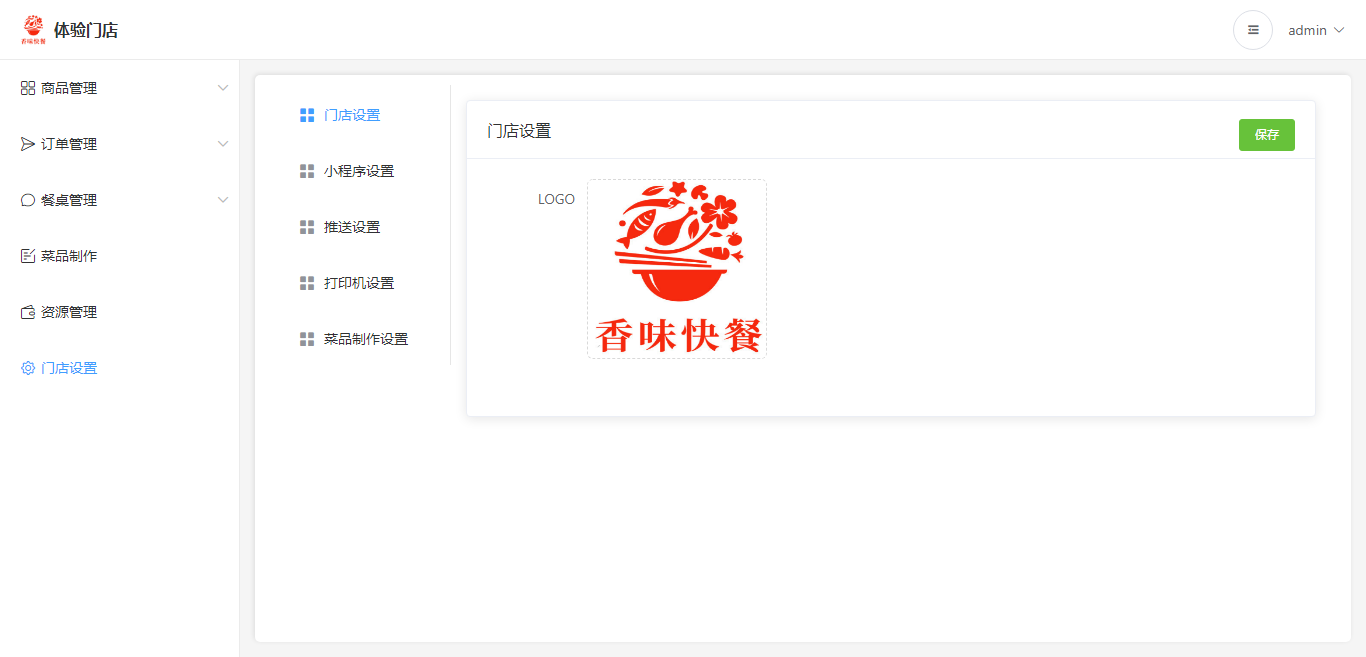 香味快餐
体验门店
admin
商品管理
订单管理
餐桌管理
菜品制作
资源管理
门店设置
门店设置
小程序设置
推送设置
打印机设置
菜品制作设置
门店设置
保存
LOGO
香味快餐